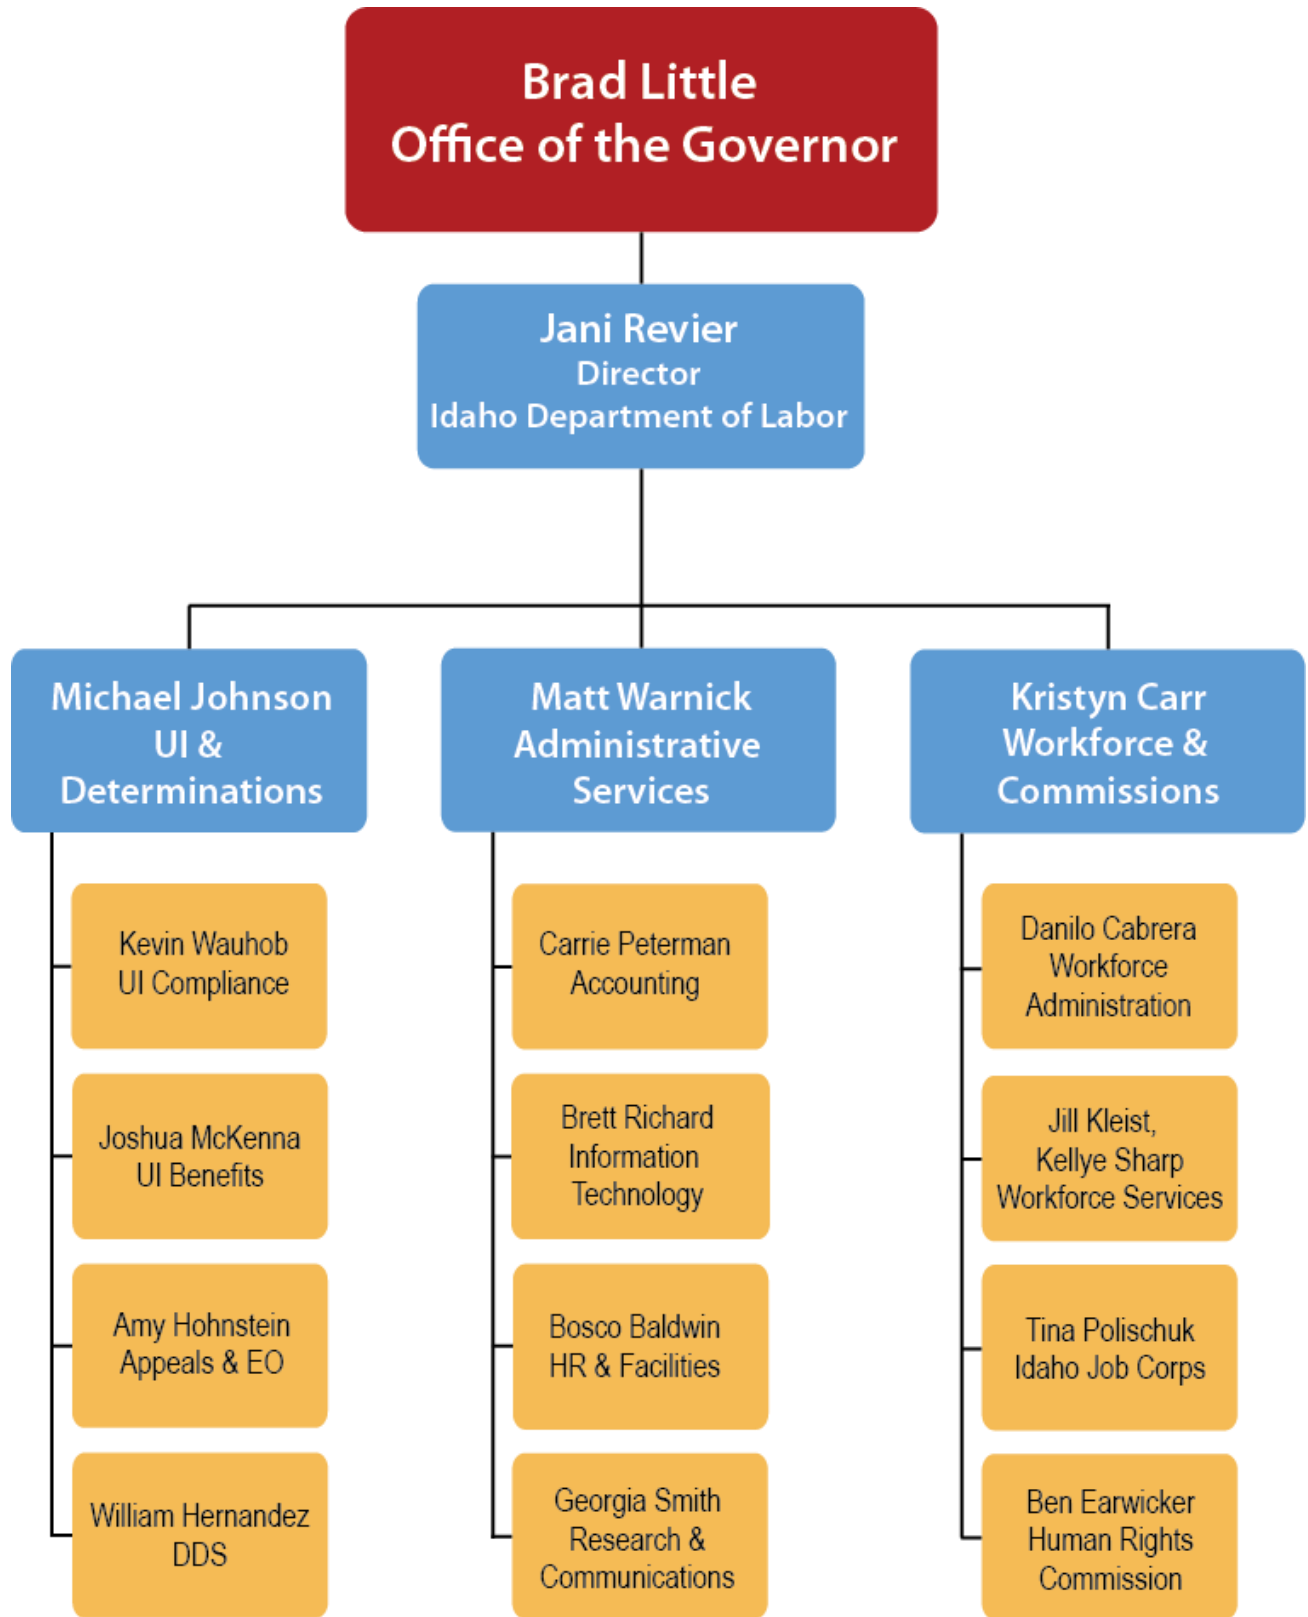 Brad Little
Office of the Governor
Jani Revier
Director
Idaho Department of Labor
Michael Johnson
UI &
Determinations
Kevin Wauhob
UI Compliance
Joshua McKenna
UI Benefits
Amy Hohnstein
Appeals & EO
William Hernandez
DDS
Matt Warnick
Administrative
Services
Carrie Peterman
Accounting
Brett Richard
Information
Technology
Bosco Baldwin
HR & Facilities
Georgia Smith
Research &
Communications
Kristyn Carr
Workforce &
Commissions
Danilo Cabrera
Workforce
Administration
Jill Kleist,
Kellye Sharp
Workforce Services
Tina Polischuk
Idaho Job Corps
Ben Earwicker
Human Rights
Commission